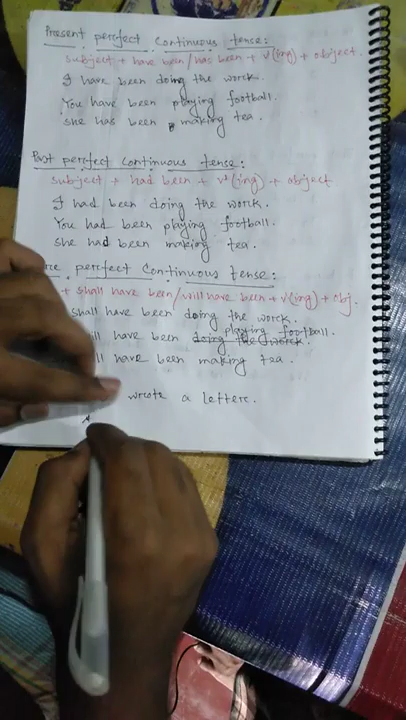 Present perfect Continuous tense:
subject + have been/has been + v(ing) + object.
I have been doing the work.
You have been playing football.
she has been making tea.
Past perfect Continuous tense:
subject + had been + v(ing) + object
I had been doing the work.
You had been playing football.
she had been making tea.
perfect Continuous tense:
+ shall have been/will have been + v(ing) + obj.
shall have been doing the work.
have been doing the work. playing football.
have been making tea.
wrote a letter.